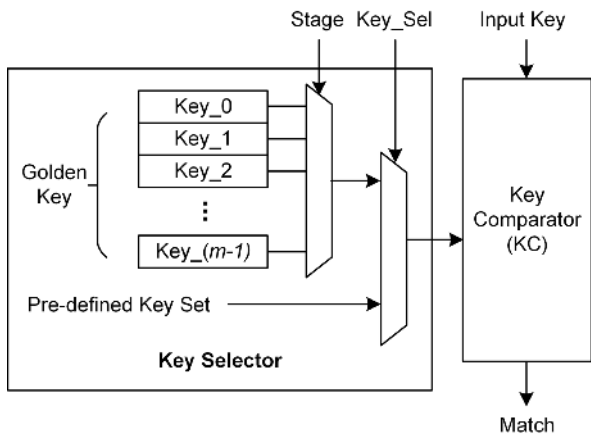 Stage Key_Sel Input Key
Key_0
Key_1
Key_2
Golden
Key
Key_(m-1)
Pre-defined Key Set
Key Selector
Key
Comparator
(KC)
Match